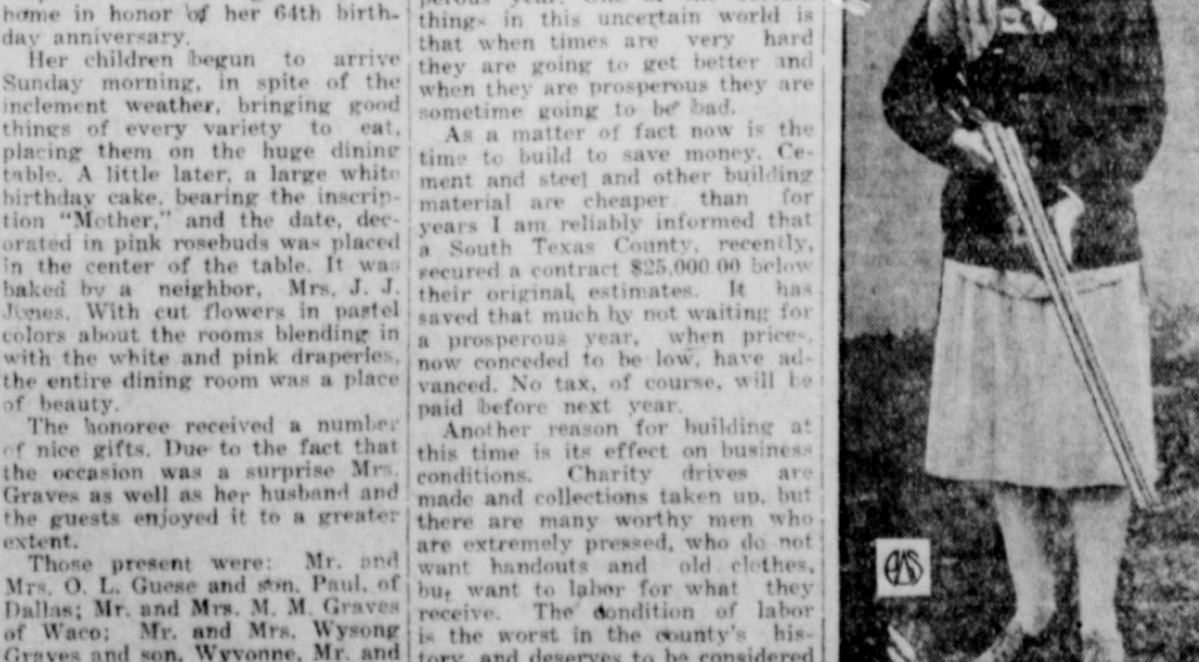 home in honor of her 64th birth-
day anniversary.
Her children begun to arrive
Sunday morning, in spite of the
inclement weather, bringing good
things of every variety to eat,
placing them on the huge dining
table. A little later, a large white
birthday cake, bearing the inscrip-
tion "Mother," and the date, dec-
orated in pink rosebuds was placed
in the center of the table. It was
baked by a neighbor, Mrs. J. J.
Jones. With cut flowers in pastel
colors about the rooms blending in
with the white and pink draperies,
the entire dining room was a place
of beauty.
The honoree received a number
of nice gifts. Due to the fact that
the occasion was a surprise Mrs.
Graves as well as her husband and
the guests enjoyed it to a greater
extent.
Those present were: Mr. and
Mrs. O. L. Guese and son, Paul, of
Dallas; Mr. and Mrs. M. M. Graves
of Waco; Mr. and Mrs. Wysong
Graves and son, Wyvonne, Mr. and
things in this uncertain world is
that when times are very hard
they are going to get better and
when they are prosperous they are
sometime going to be bad.
As a matter of fact now is the
time to build to save money. Ce-
ment and steel and other building
material are cheaper than for
years I am reliably informed that
a South Texas County, recently,
secured a contract $25,000.00 below
their original estimates. It has
saved that much by not waiting for
a prosperous year, when prices,
now conceded to be low, have ad-
vanced. No tax, of course, will be
paid before next year.
Another reason for building at
this time is its effect on business
conditions. Charity drives are
made and collections taken up, but
there are many worthy men who
are extremely pressed, who do not
want handouts and old clothes,
but want to labor for what they
receive. The condition of labor
is the worst in the county's his-
tory, and deserves to be considered